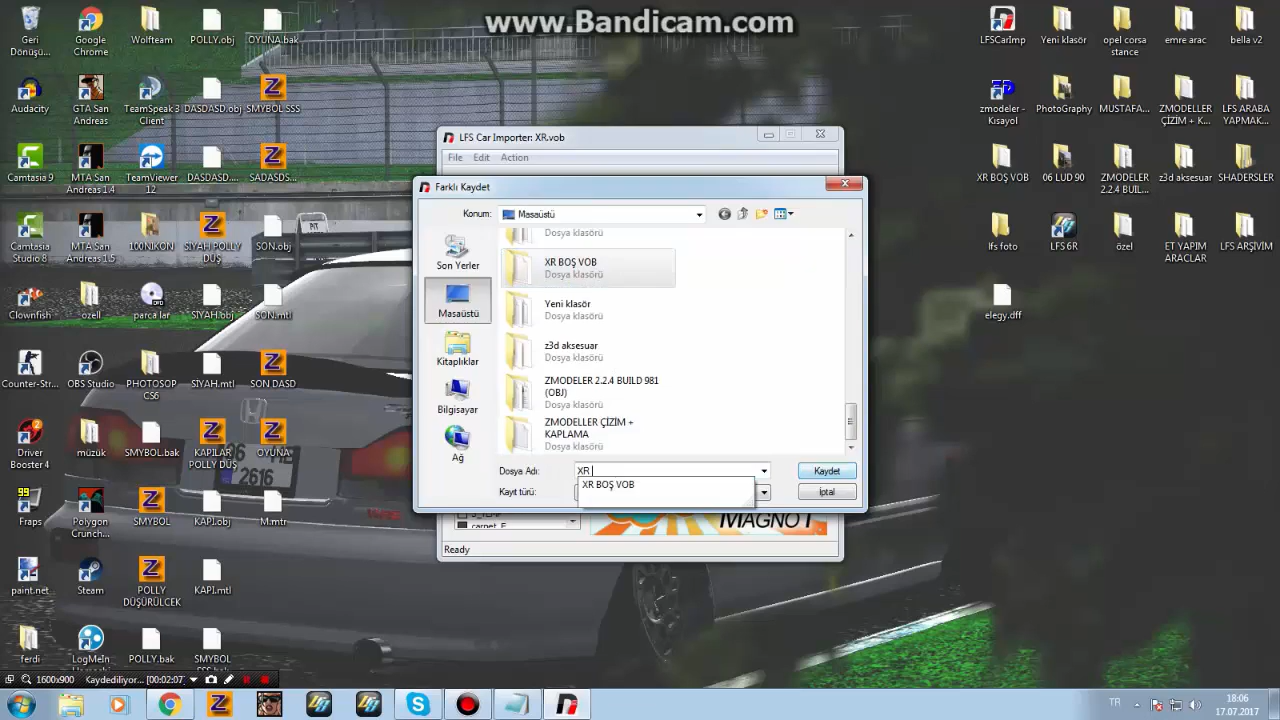 www.Bandicam.com
Geri Dönüşü...
Google Chrome
Wolfteam
POLLY.obj
OYUNA.bak
LFSCarImp
Yeni klasör
opel corsa stance
emre arac
bella v2
Audacity
GTA San Andreas
TeamSpeak 3 Client
DASDASD.obj
SMYBOL SSS
zmodeler - Kısayol
PhotoGraphy
MUSTAFA...
ZMODELLER ÇİZİM + K...
LFS ARABA YAPMAK...
Camtasia 9
MTA San Andreas 1.4
TeamViewer 12
DASDASD...
SADASDS...
XR BOŞ VOB
06 LUD 90
ZMODELER 2.2.4 BUIL...
z3d aksesuar
SHADERSLER
Camtasia Studio 8
MTA San Andreas 1.5
100NIKON
SIYAH POLLY DUŞ
SON.obj
lfs foto
LFS 6R
özel
LT YAPIM ARACLAR
LFS ARŞİVİM
Clownfish
ozell
parca lar
SIYAH.obj
SON.mtl
elegy.dff
Counter-Str...
OBS Studio
PHOTOSOP CS6
SIYAH.mtl
SON DASD
Driver Booster 4
müzük
SMYBOL.bak
KAPILAR POLLY DUŞ
OYUNA
Fraps
Polygon Crunch...
SMYBOL
KAPI.obj
M.mtr
paint.net
Steam
POLLY DÜŞÜRÜLCEK
KAPI.mtl
ferdi
LogMeIn
POLLY.bak
SMYBOL
LFS Car Importer: XR.vob
File Edit Action
Farklı Kaydet
Konum: Masaüstü
Son Yerler
Masaüstü
Kitaplıklar
Bilgisayar
Ağ
Dosya klasörü
XR BOŞ VOB
Dosya klasörü
Yeni klasör
Dosya klasörü
z3d aksesuar
Dosya klasörü
ZMODELER 2.2.4 BUILD 981
(OBJ)
Dosya klasörü
ZMODELLER ÇİZİM +
KAPLAMA
Dosya klasörü
Dosya Adı: XR
Kaydet
XR BOŞ VOB
Kayıt türü:
İptal
carpet_F
MAGNOT
Ready
1600x900 Kaydediliyor... [00:02:07]
TR
18:06
17.07.2017